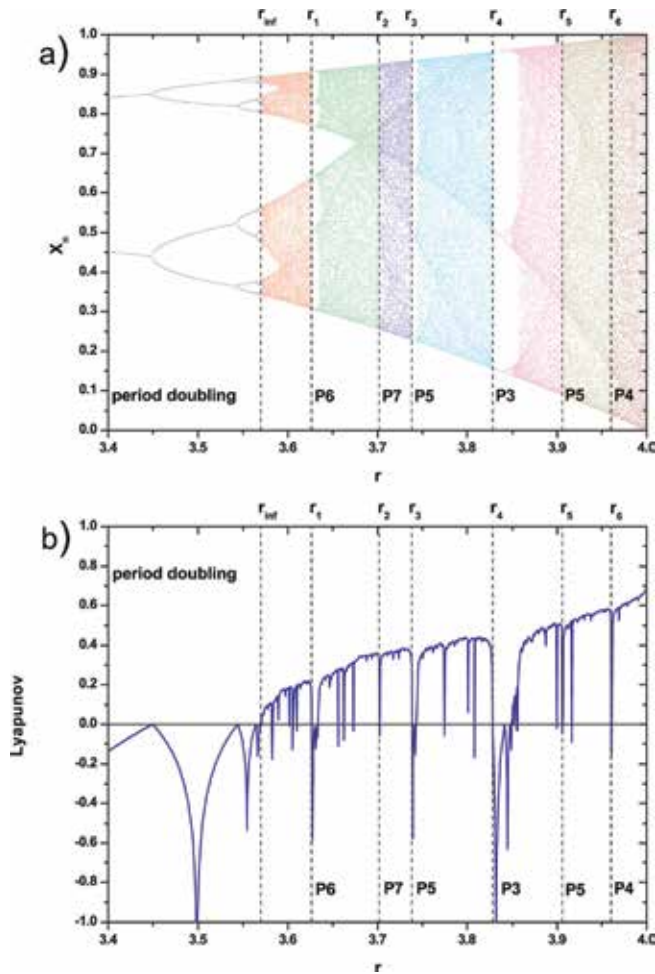 r_inf r_1 r_2 r_3 r_4 r_5 r_6
a)
1.0
0.9
0.8
0.7
0.6
0.5
0.4
0.3
0.2
0.1
0.0
X_n
period doubling P6 P7 P5 P3 P5 P4
3.4 3.5 3.6 3.7 3.8 3.9 4.0
r
r_inf r_1 r_2 r_3 r_4 r_5 r_6
b)
1.0
0.8
0.6
0.4
0.2
0.0
-0.2
-0.4
-0.6
-0.8
-1.0
Lyapunov
period doubling
P6 P7 P5 P3 P5 P4
3.4 3.5 3.6 3.7 3.8 3.9 4.0
r